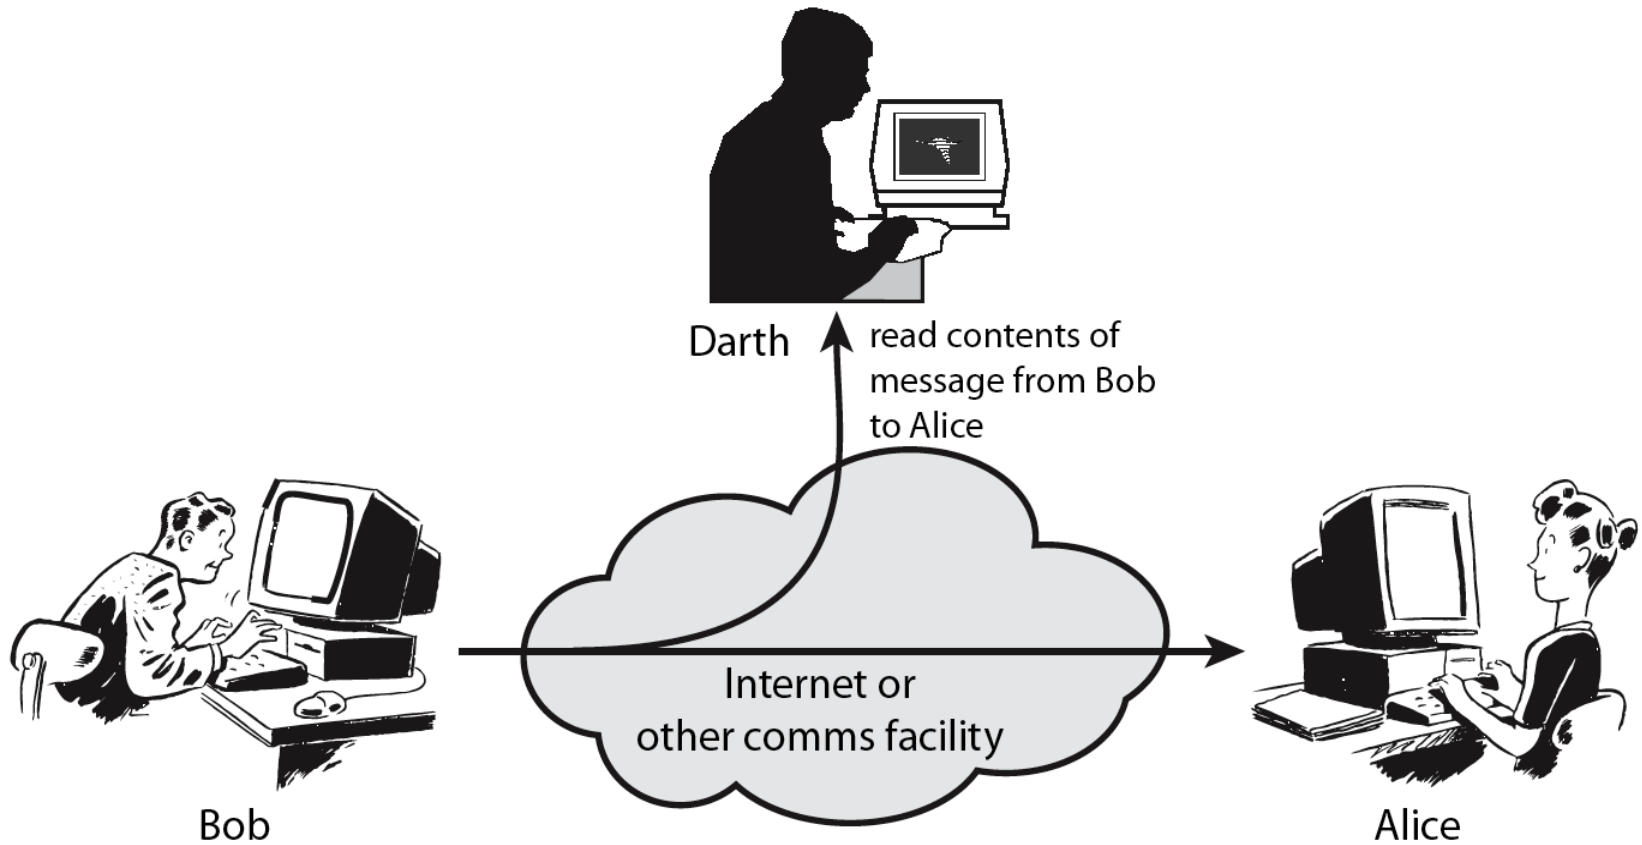 Darth
read contents of
message from Bob
to Alice
Internet or
other comms facility
Bob
Alice